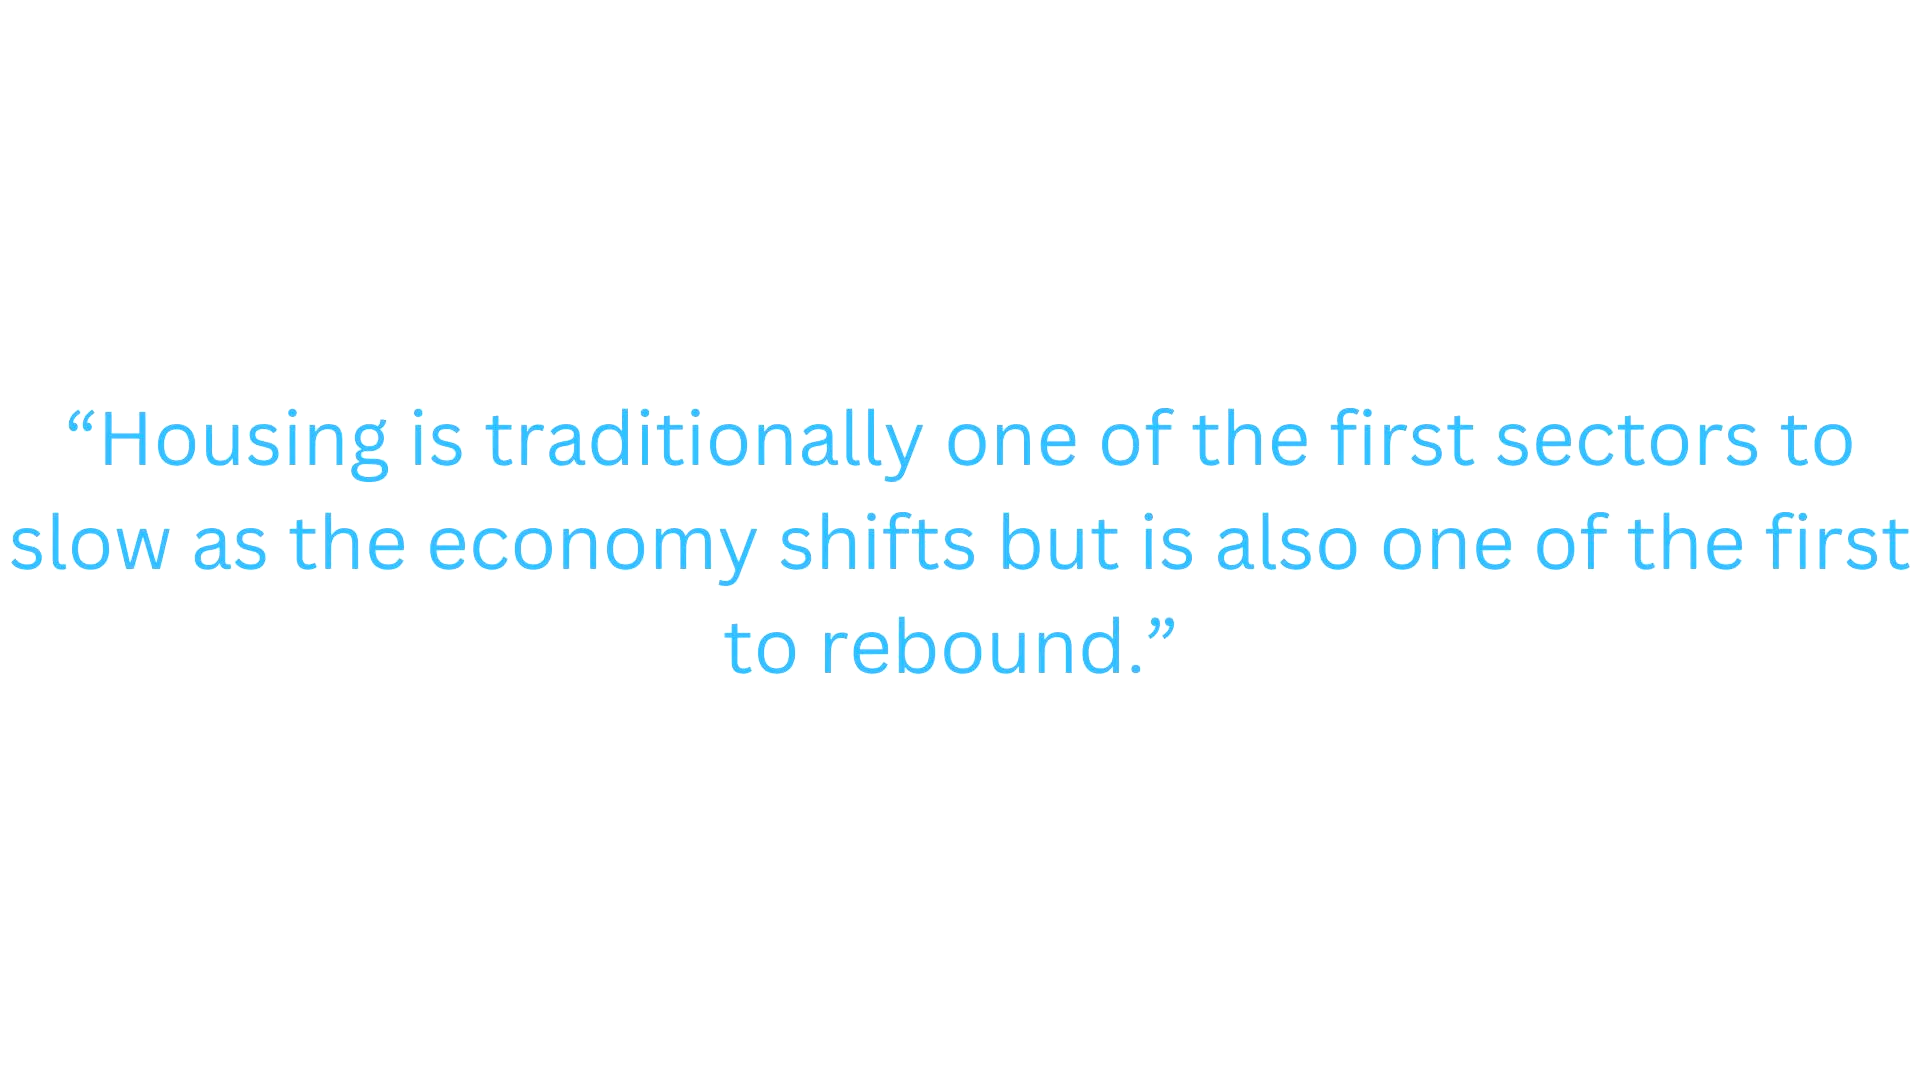 “Housing is traditionally one of the first sectors to
slow as the economy shifts but is also one of the first
to rebound.”